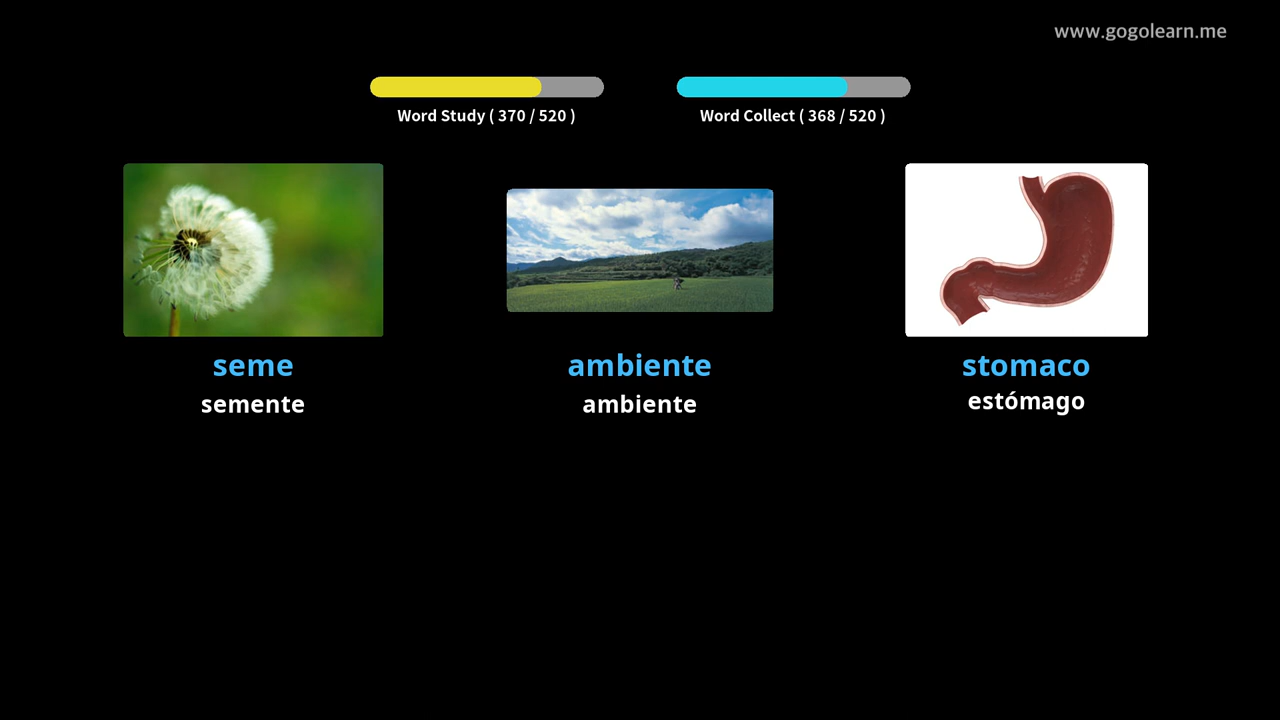 www.gogolearn.me
Word Study ( 370 / 520 )
Word Collect ( 368 / 520 )
seme
semente
ambiente
ambiente
stomaco
estómago